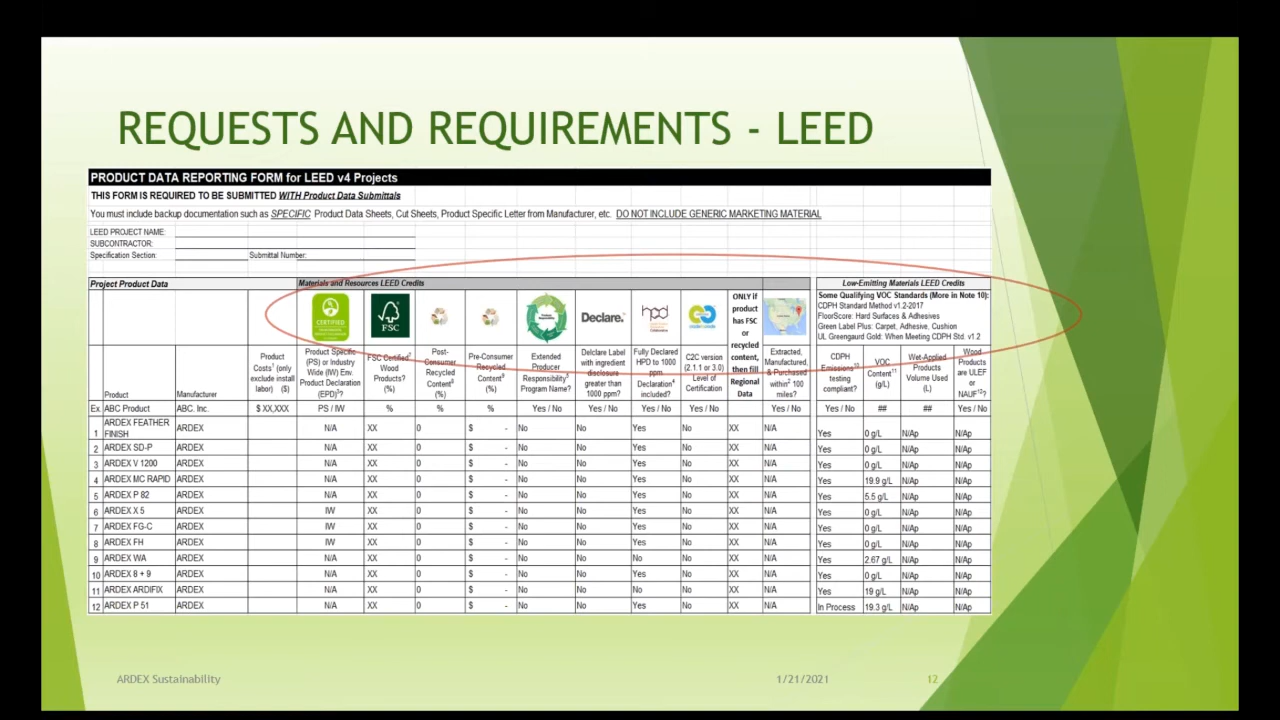 REQUESTS AND REQUIREMENTS - LEED
PRODUCT DATA REPORTING FORM for LEED v4 Projects
THIS FORM IS REQUIRED TO BE SUBMITTED WITH Product Data Submittals
You must include backup documentation such as SPECIFIC Product Data Sheets, Cut Sheets, Product Specific Letter from Manufacturer, etc. DO NOT INCLUDE GENERIC MARKETING MATERIAL
LEED PROJECT NAME:
SUBCONTRACTOR:
Specification Section: Submittal Number:
Project Product Data Materials and Resources LEED Credits Low-Emitting Materials LEED Credits
CERTIFIED
FSC
Declare.
hpd
ONLY if
product
has FSC
or
recycled
content,
then fill
Regional
Data
Some Qualifying VOC Standards (More in Note 10):
CDPH Standard Method v1.2-2017
FloorScore: Hard Surfaces & Adhesives
Green Label Plus: Carpet, Adhesive, Cushion
UL Greengaurd Gold: When Meeting CDPH Std. v1.2
Product
Manufacturer
Product
Costs¹ (only
exclude install
labor) ($)
Product Specific
(PS) or Industry
Wide (IW) Env.
Product Declaration
(EPD)³?
FSC Certified²
Wood
Products?
(%)
Post-
Consumer
Recycled
Content⁸
(%)
Pre-Consumer
Recycled
Content⁹
(%)
Extended
Producer
Responsibility⁵
Program Name?
Delclare Label
with ingredient
disclosure
greater than
1000 ppm?
Fully Declared
HPD to 1000
ppm
Declaration⁴
included?
C2C version
(2.1.1 or 3.0)
Level of
Certification
Extracted,
Manufactured,
& Purchased
within² 100
miles?
CDPH
Emissions¹⁰
testing
compliant?
VOC
Content¹¹
(g/L)
Wet-Applied
Products
Volume Used
(L)
Wood
Products
are ULEF
or
NAUF¹²?
Ex. ABC Product ABC. Inc. $ XX,XXX PS / IW % % % Yes / No Yes / No Yes / No Yes / No Yes / No Yes / No ## ## Yes / No
1 ARDEX FEATHER FINISH ARDEX N/A XX 0 $ - No No Yes No XX N/A Yes 0 g/L N/Ap N/Ap
2 ARDEX SD-P ARDEX N/A XX 0 $ - No No Yes No XX N/A Yes 0 g/L N/Ap N/Ap
3 ARDEX V 1200 ARDEX N/A XX 0 $ - No No Yes No XX N/A Yes 0 g/L N/Ap N/Ap
4 ARDEX MC RAPID ARDEX N/A XX 0 $ - No No Yes No XX N/A Yes 19.9 g/L N/Ap N/Ap
5 ARDEX P 82 ARDEX N/A XX 0 $ - No No Yes No XX N/A Yes 5.5 g/L N/Ap N/Ap
6 ARDEX X 5 ARDEX IW XX 0 $ - No No Yes No XX N/A Yes 0 g/L N/Ap N/Ap
7 ARDEX FG-C ARDEX IW XX 0 $ - No No Yes No XX N/A Yes 0 g/L N/Ap N/Ap
8 ARDEX FH ARDEX IW XX 0 $ - No No Yes No XX N/A Yes 0 g/L N/Ap N/Ap
9 ARDEX WA ARDEX N/A XX 0 $ - No No No No XX N/A Yes 2.67 g/L N/Ap N/Ap
10 ARDEX 8 + 9 ARDEX N/A XX 0 $ - No No Yes No XX N/A Yes 0 g/L N/Ap N/Ap
11 ARDEX ARDIFIX ARDEX N/A XX 0 $ - No No No No XX N/A Yes 19 g/L N/Ap N/Ap
12 ARDEX P 51 ARDEX N/A XX 0 $ - No No Yes No XX N/A In Process 19.3 g/L N/Ap N/Ap
ARDEX Sustainability 1/21/2021 12